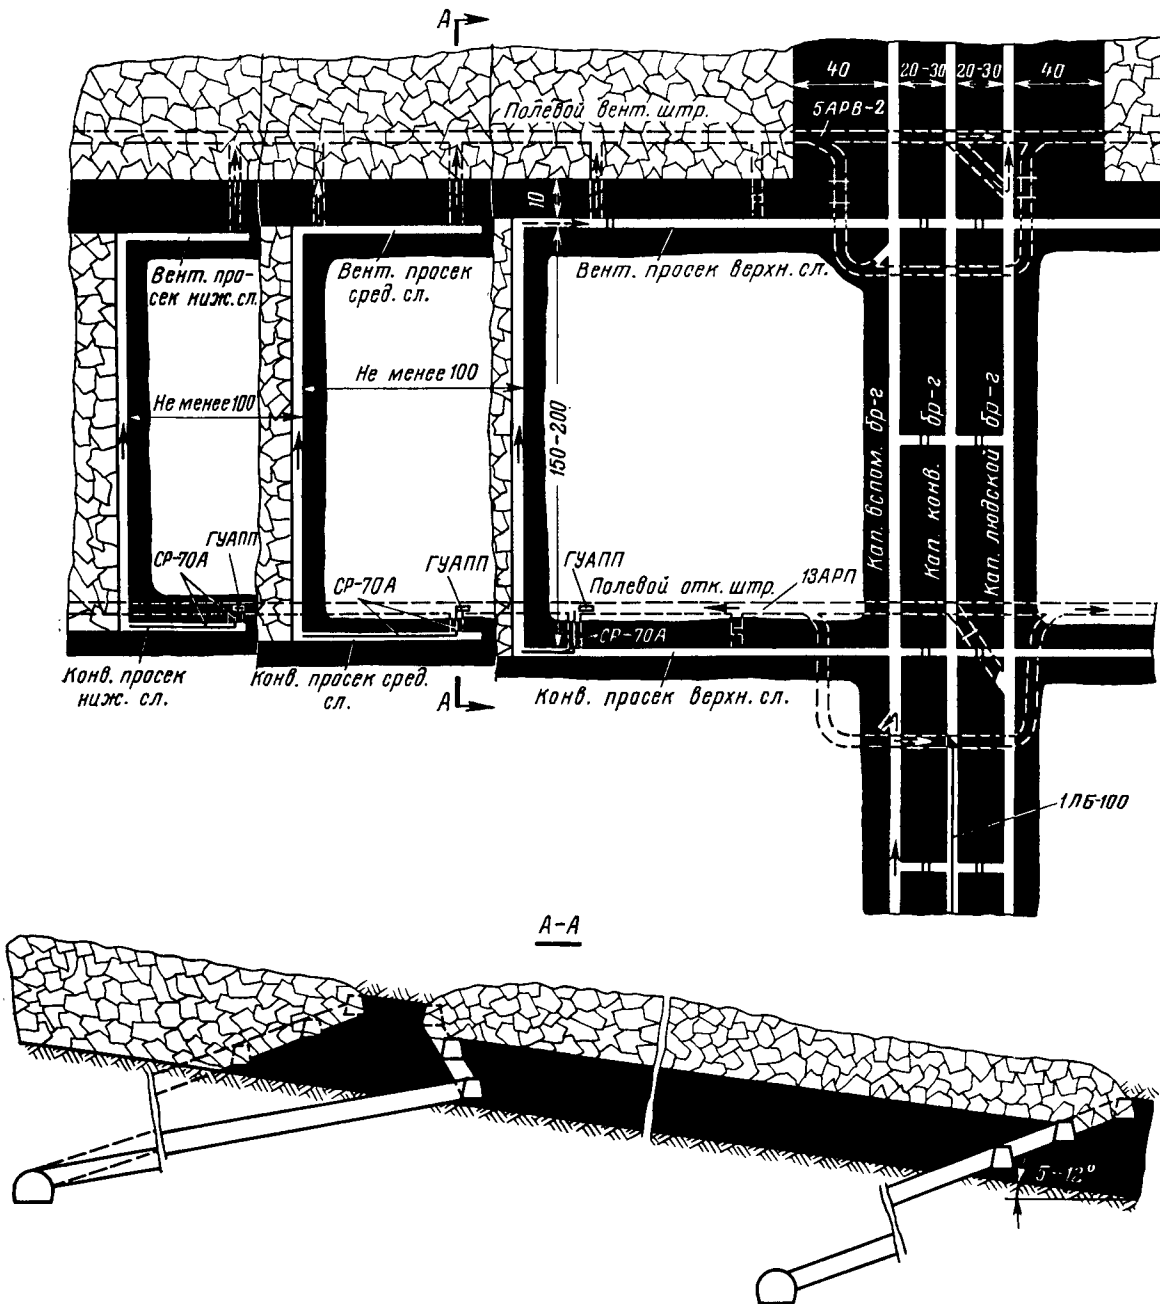 А
40
20-30
20-30
40
Полевой вент. штр.
5АРВ-2
10
Вент. про-
сек ниж. сл.
Вент. просек
сред. сл.
Вент. просек верхн. сл.
Не менее 100
Не менее 100
150-200
Кап. вспом. бр-г
Кап. конв. бр-г
Кап. людской бр-г
СР-70А
ГУАПП
СР-70А
ГУАПП
ГУАПП
Полевой отк. штр.
13АРП
СР-70А
Конв. просек
ниж. сл.
Конв. просек сред.
сл.
Конв. просек верхн. сл.
А
1ЛБ-100
А-А
5-12°